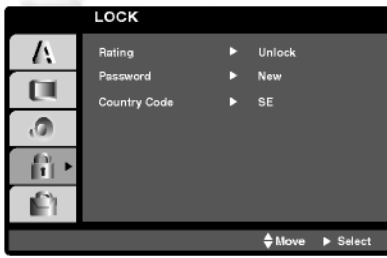 LOCK
Rating ► Unlock
Password ► New
Country Code ► SE
Move ► Select